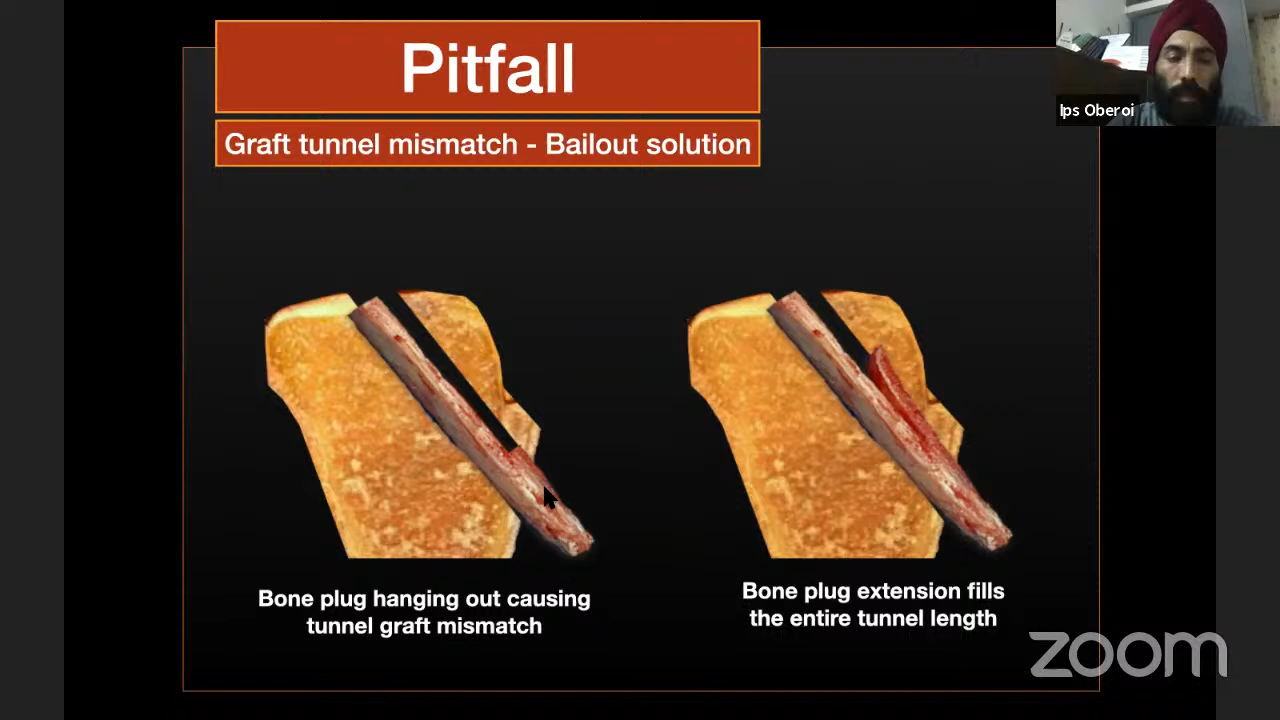 Pitfall
Graft tunnel mismatch - Bailout solution
Ips Oberoi
Bone plug hanging out causing
tunnel graft mismatch
Bone plug extension fills
the entire tunnel length
zoom